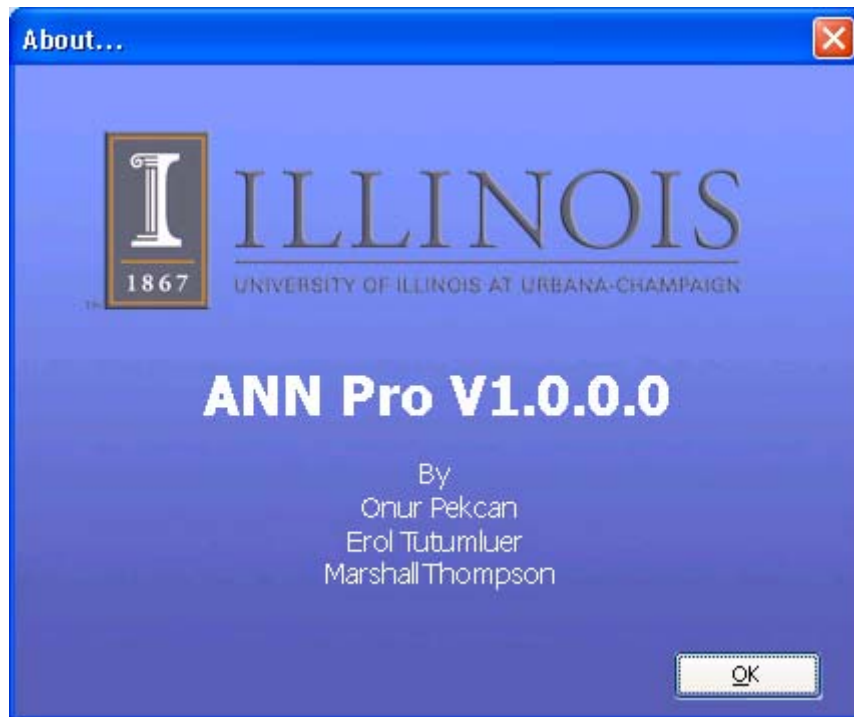 About...
I
1867
ILLINOIS
UNIVERSITY OF ILLINOIS AT URBANA-CHAMPAIGN
TM
ANN Pro V1.0.0.0
By
Onur Pekcan
Erol Tutumluer
Marshall Thompson
OK